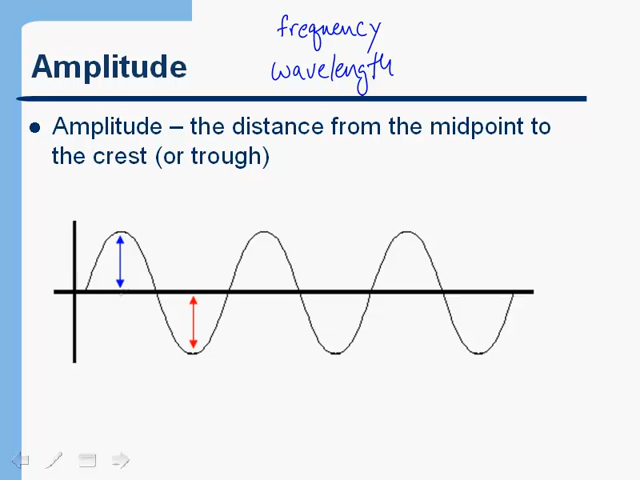 frequency
Amplitude
wavelength
Amplitude – the distance from the midpoint to
the crest (or trough)